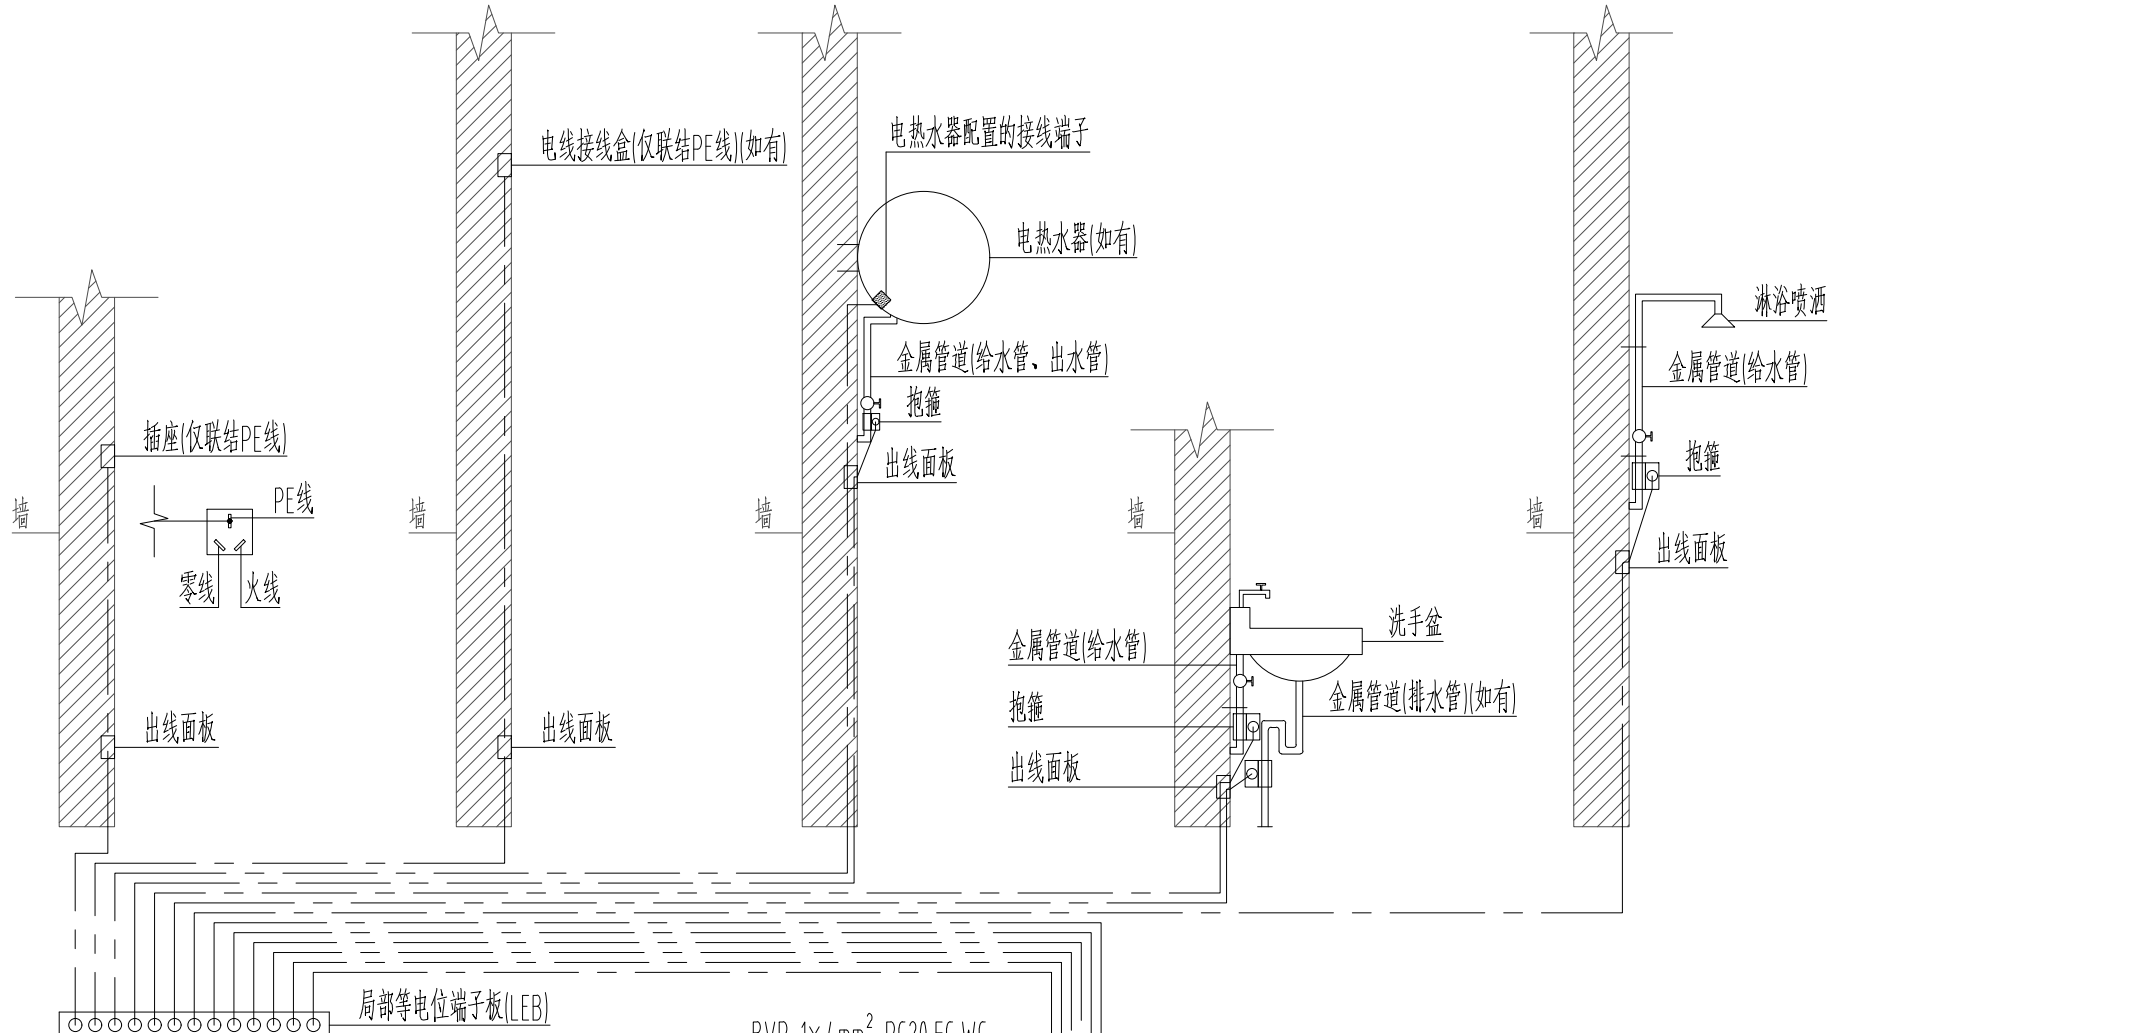 电热水器配置的接线端子
电线接线盒(仅联结PE线)(如有)
电热水器(如有)
淋浴喷洒
金属管道(给水管、出水管)
金属管道(给水管)
抱箍
插座(仅联结PE线)
出线面板
抱箍
PE线
墙
墙
墙
墙
墙
出线面板
零线
火线
洗手盆
金属管道(给水管)
金属管道(排水管)(如有)
抱箍
出线面板
出线面板
出线面板
局部等电位端子板(LEB)